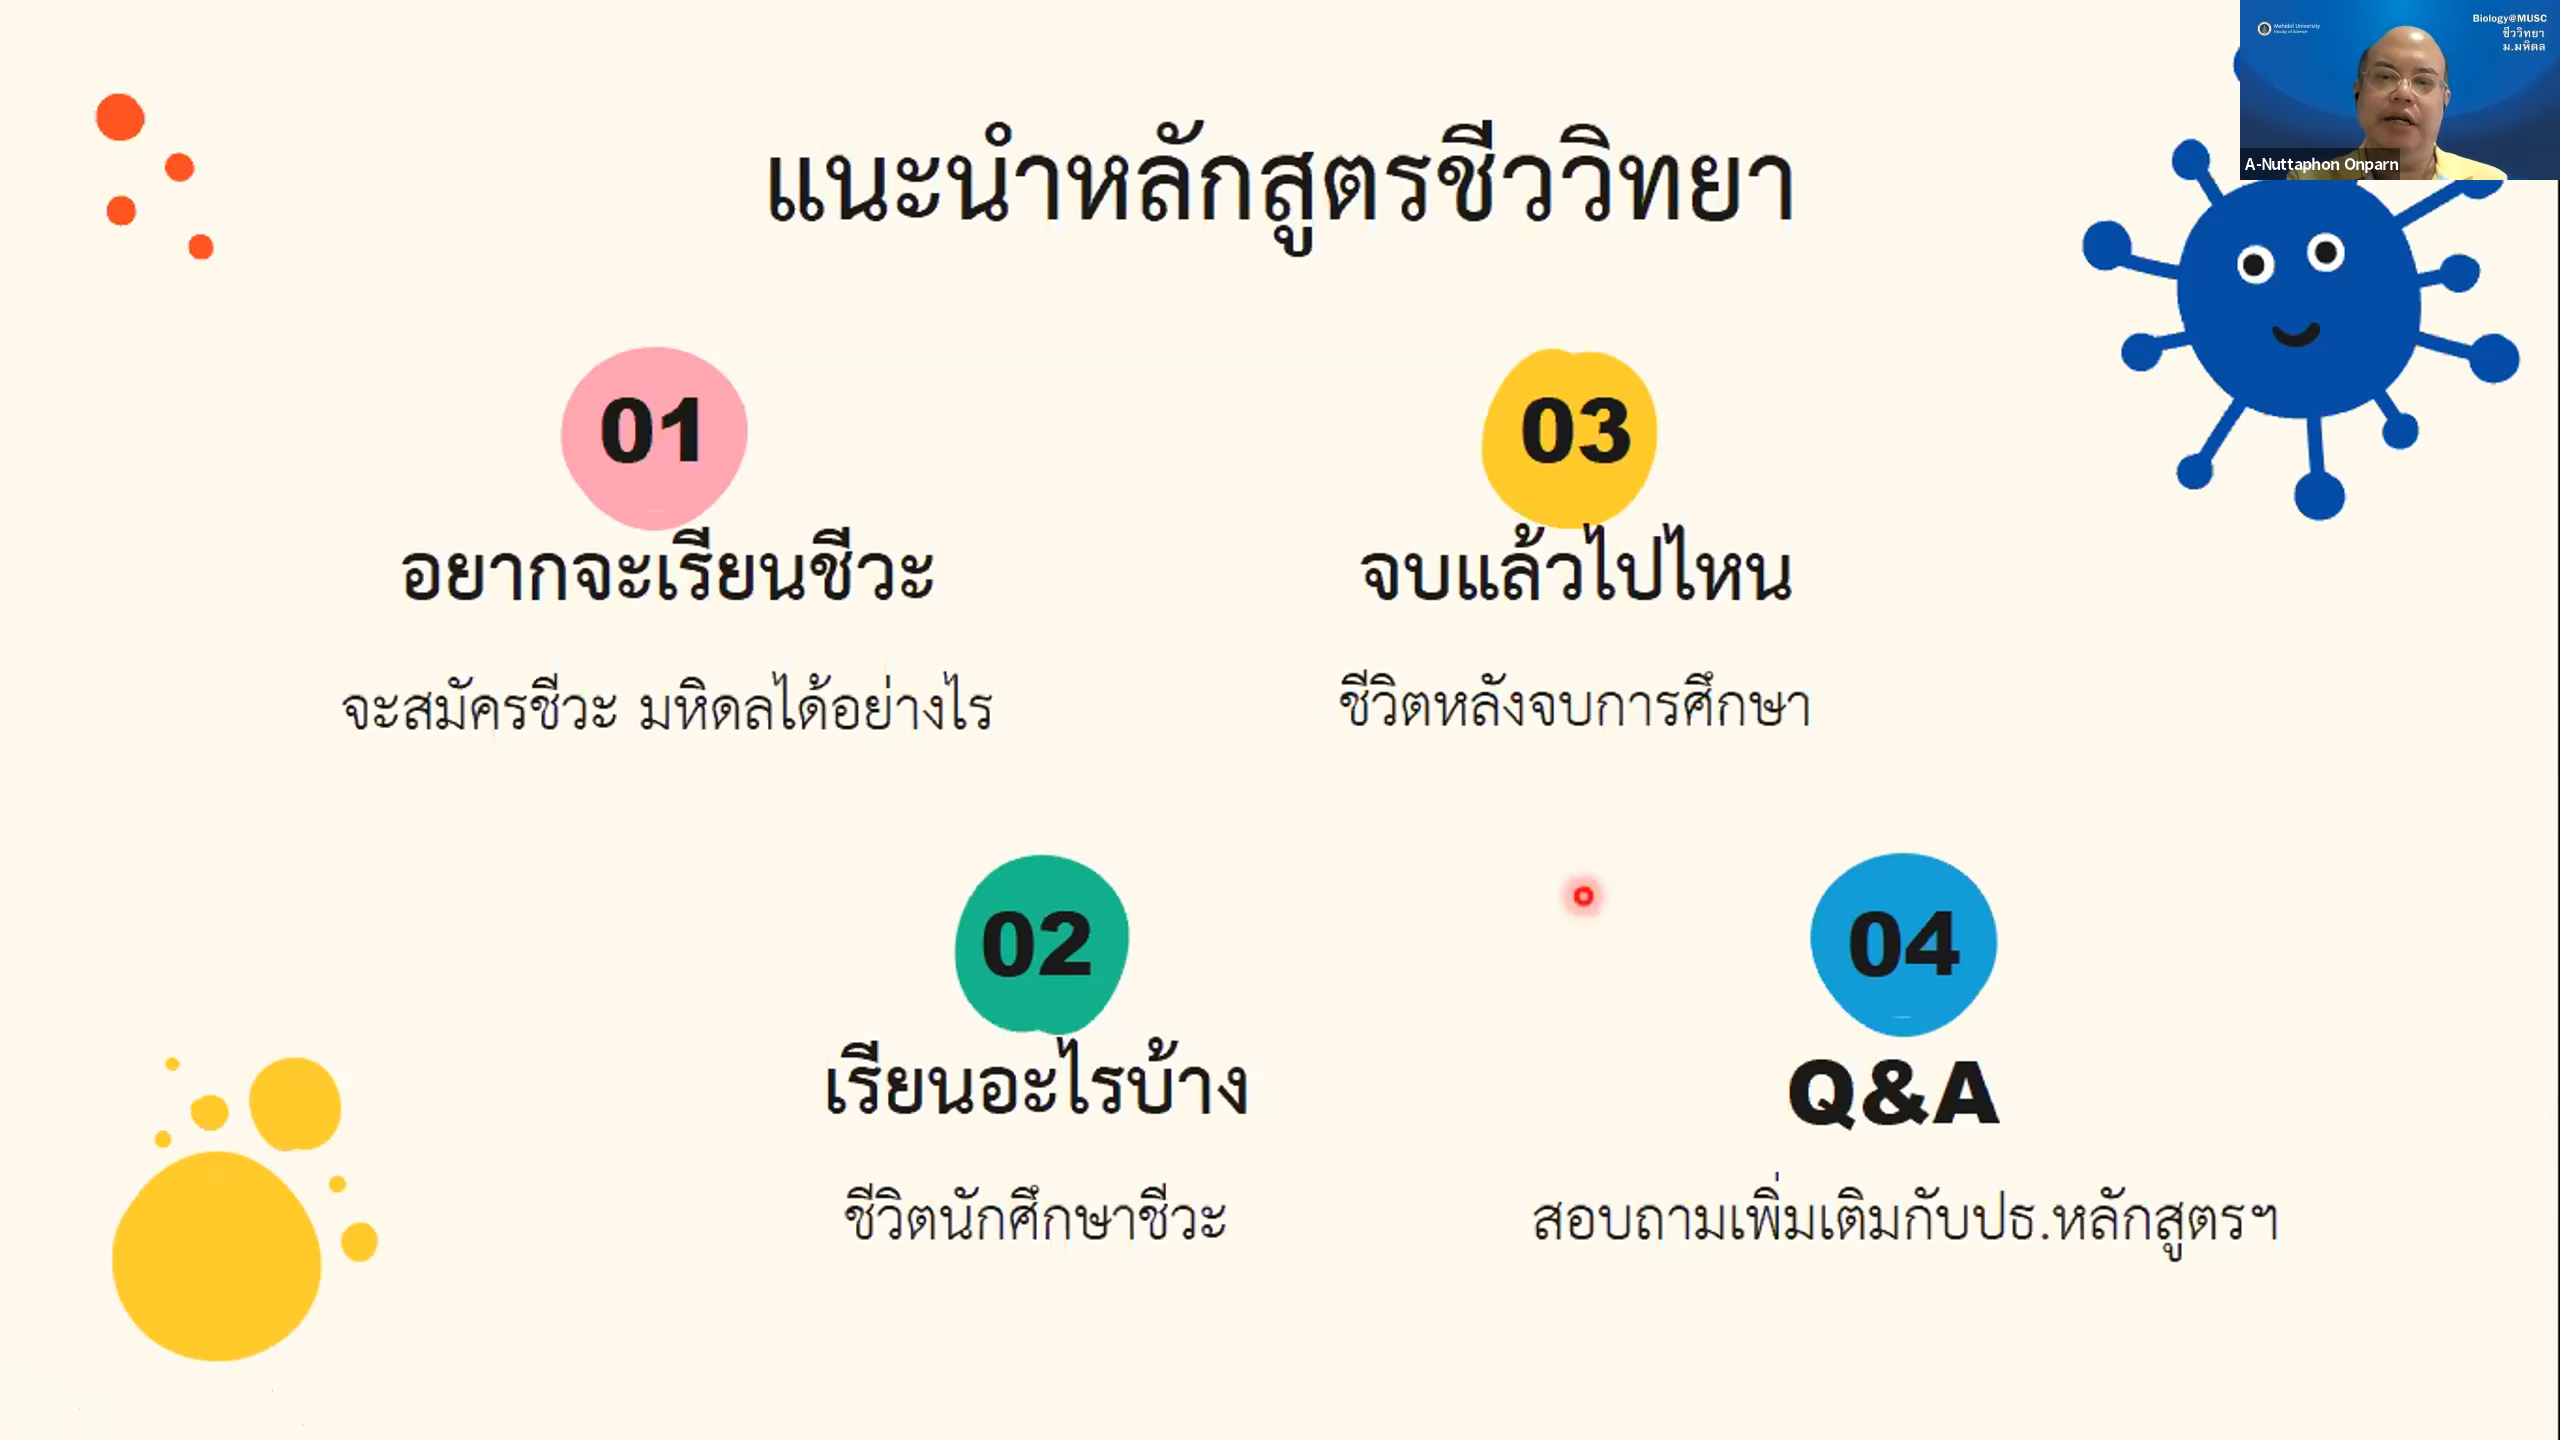 แนะนำหลักสูตรชีววิทยา
01
อยากจะเรียนชีวะ
จะสมัครชีวะ มหิดลได้อย่างไร
02
เรียนอะไรบ้าง
ชีวิตนักศึกษาชีวะ
03
จบแล้วไปไหน
ชีวิตหลังจบการศึกษา
04
Q&A
สอบถามเพิ่มเติมกับปธ.หลักสูตรฯ
Mahidol University
Faculty of Science
Biology@MUSC
ชีววิทยา
ม.มหิดล
A-Nuttaphon Onparn